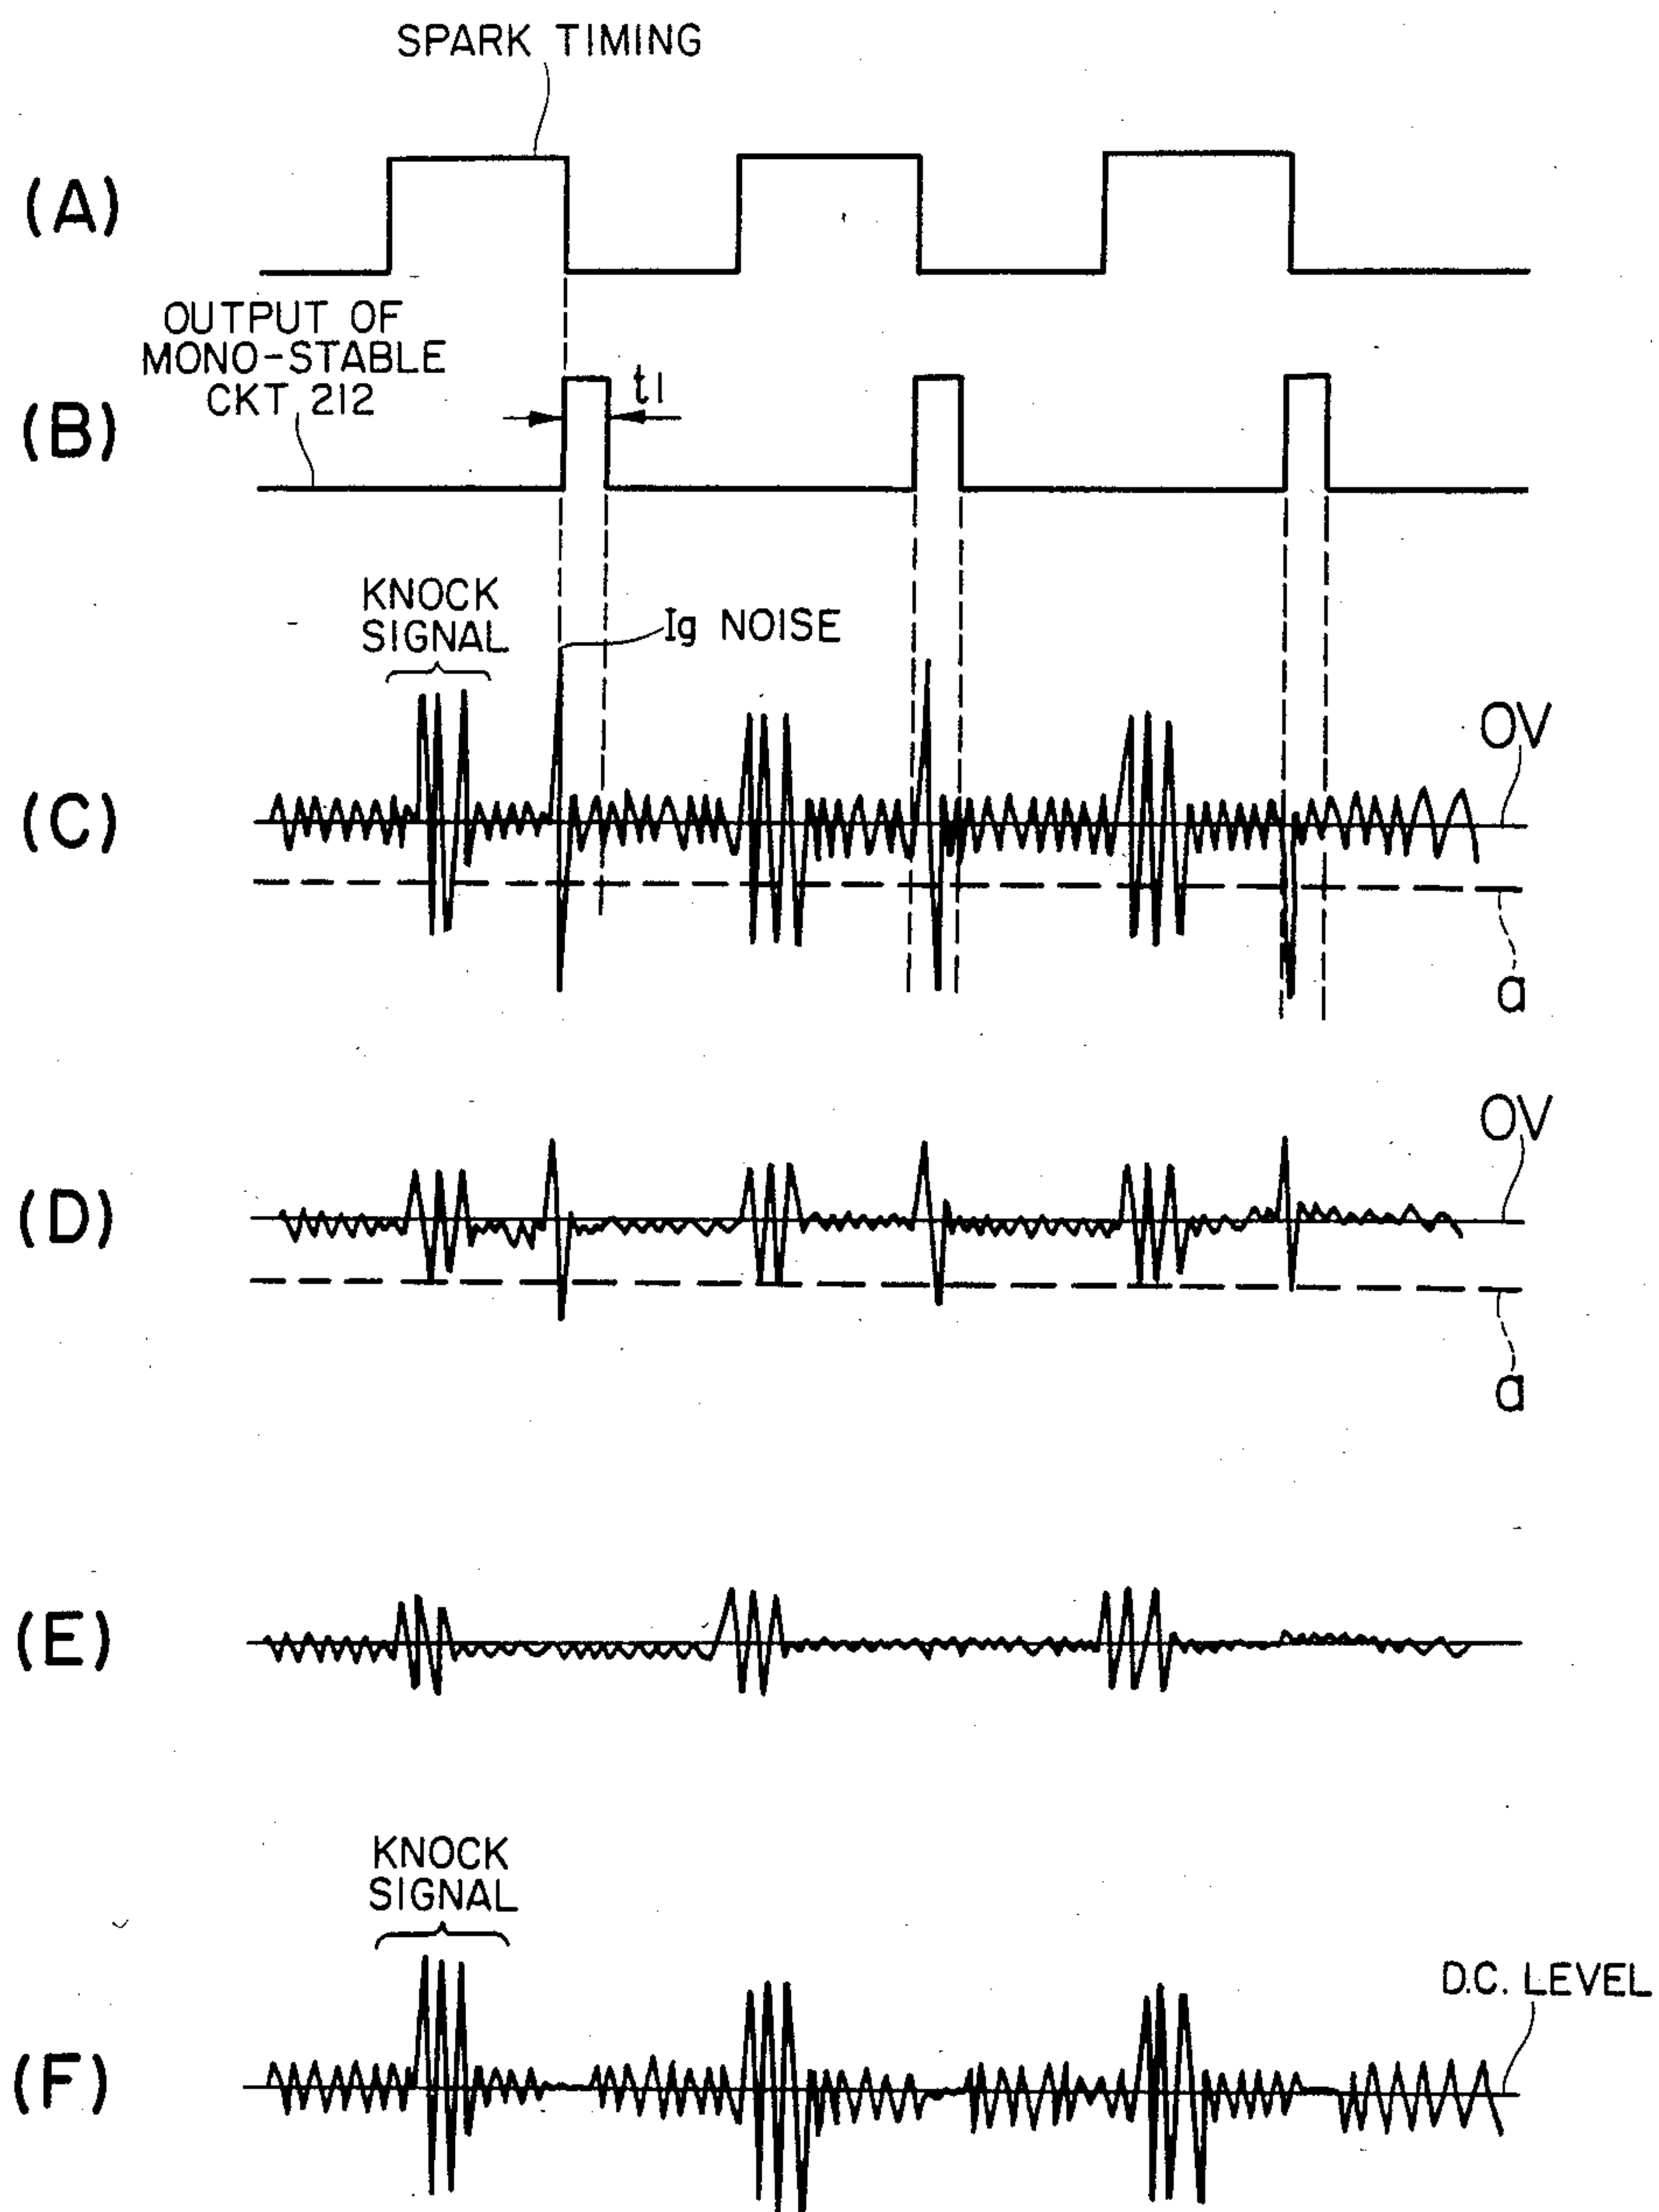 SPARK TIMING
(A)
OUTPUT OF
MONO-STABLE
CKT 212
t1
(B)
KNOCK
SIGNAL
Ig NOISE
OV
(C)
a
OV
(D)
a
(E)
KNOCK
SIGNAL
D.C. LEVEL
(F)